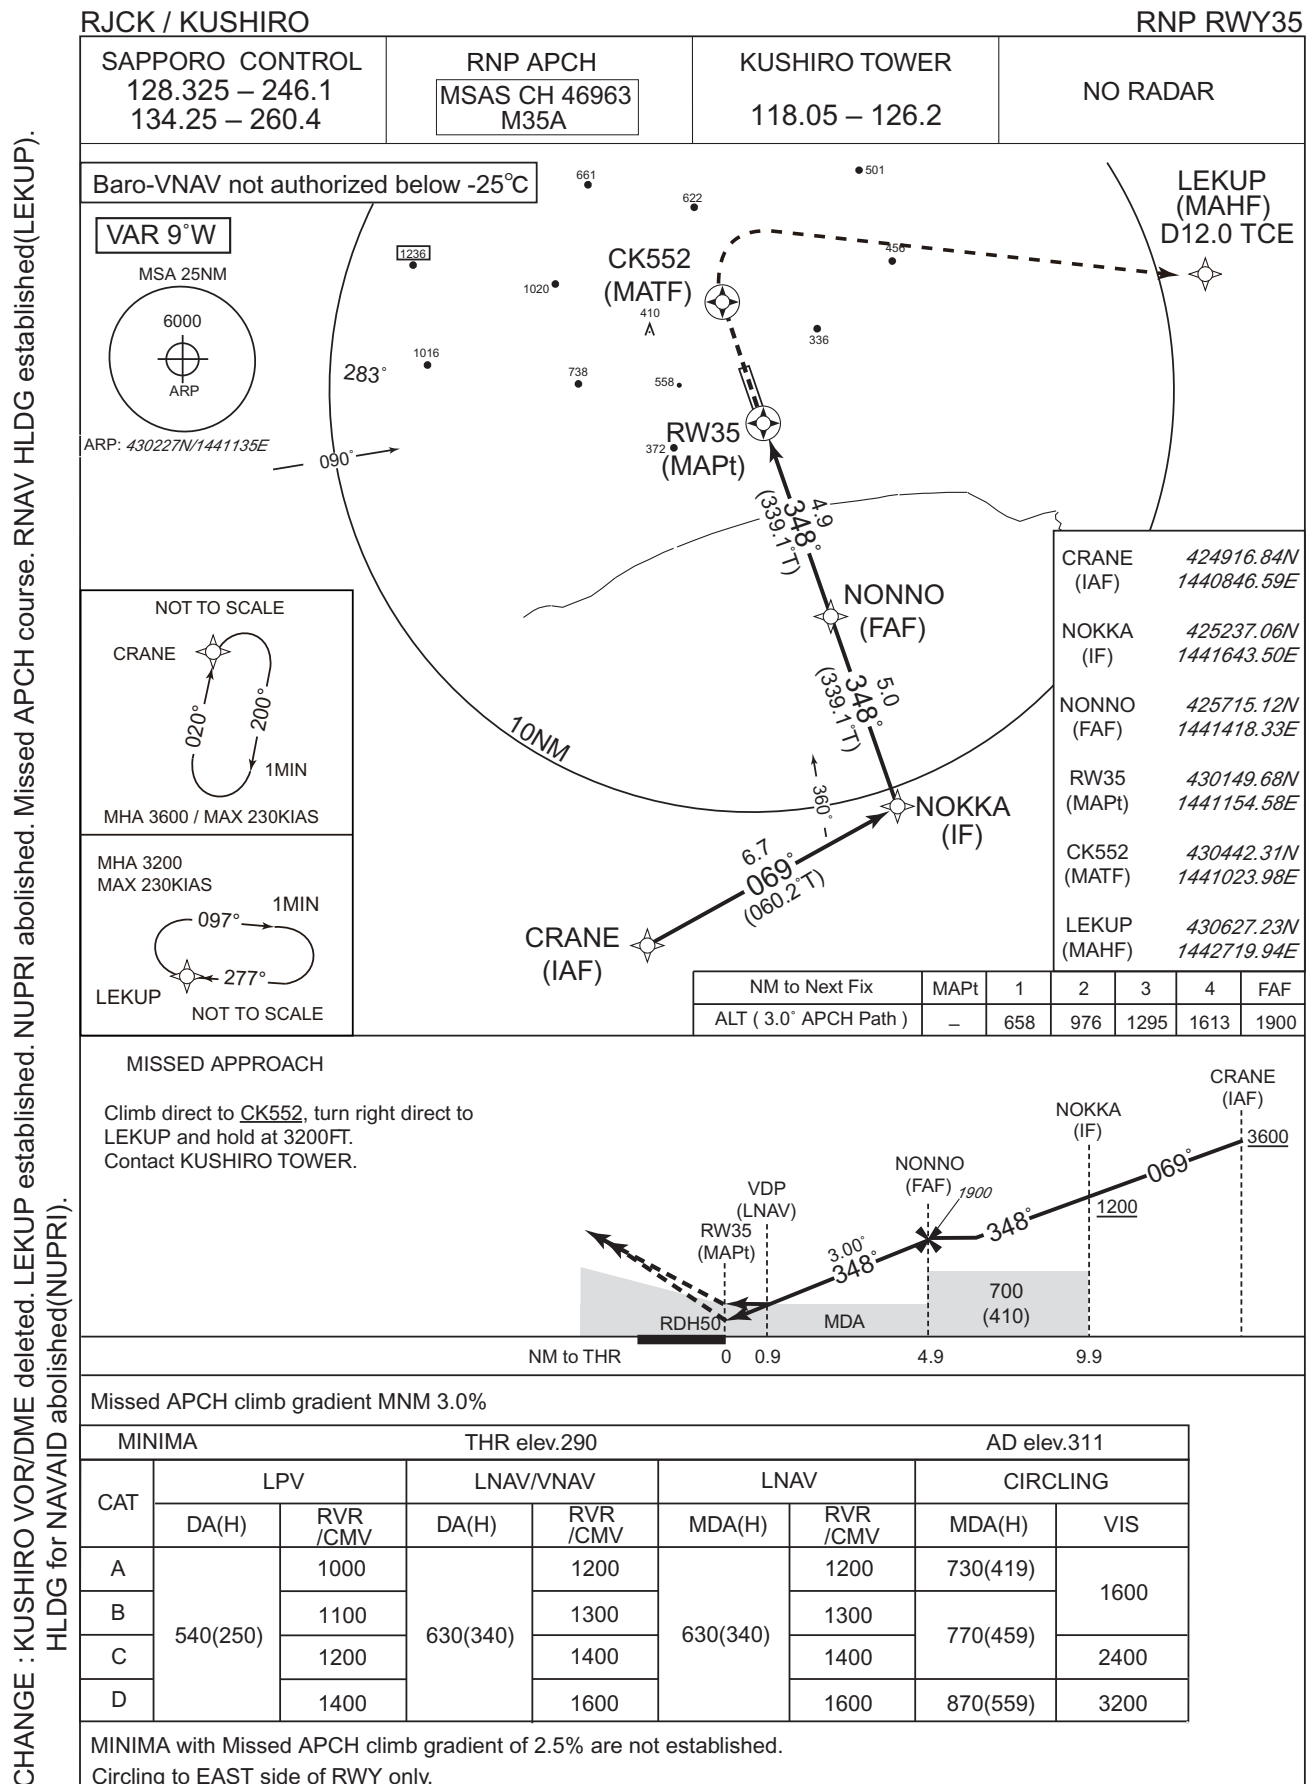 RJCK / KUSHIRO
RNP RWY35
SAPPORO CONTROL
128.325 – 246.1
134.25 – 260.4
RNP APCH
MSAS CH 46963
M35A
KUSHIRO TOWER
118.05 – 126.2
NO RADAR
CHANGE : KUSHIRO VOR/DME deleted. LEKUP established. NUPRI abolished. Missed APCH course. RNAV HLDG established(LEKUP).
HLDG for NAVAID abolished(NUPRI).
Baro-VNAV not authorized below -25°C
VAR 9°W
MSA 25NM
6000
ARP
ARP: 430227N/1441135E
661
622
501
1236
1020
410
456
336
1016
738
558
372
CK552
(MATF)
LEKUP
(MAHF)
D12.0 TCE
283°
090°
RW35
(MAPt)
4.9
348°
(339.1°T)
NONNO
(FAF)
5.0
348°
(339.1°T)
10NM
360°
NOKKA
(IF)
6.7
069°
(060.2°T)
CRANE
(IAF)
NOT TO SCALE
CRANE
020°
200°
1MIN
MHA 3600 / MAX 230KIAS
MHA 3200
MAX 230KIAS
1MIN
097°
277°
LEKUP
NOT TO SCALE
CRANE 424916.84N
(IAF) 1440846.59E
NOKKA 425237.06N
(IF) 1441643.50E
NONNO 425715.12N
(FAF) 1441418.33E
RW35 430149.68N
(MAPt) 1441154.58E
CK552 430442.31N
(MATF) 1441023.98E
LEKUP 430627.23N
(MAHF) 1442719.94E
NM to Next Fix MAPt 1 2 3 4 FAF
ALT ( 3.0° APCH Path ) – 658 976 1295 1613 1900
MISSED APPROACH
Climb direct to CK552, turn right direct to
LEKUP and hold at 3200FT.
Contact KUSHIRO TOWER.
CRANE
(IAF)
3600
NOKKA
(IF)
069°
1200
NONNO
(FAF)
1900
348°
VDP
(LNAV)
RW35
(MAPt)
3.00°
348°
700
(410)
RDH50
MDA
NM to THR 0 0.9 4.9 9.9
Missed APCH climb gradient MNM 3.0%
MINIMA THR elev.290 AD elev.311
CAT LPV LNAV/VNAV LNAV CIRCLING
DA(H) RVR /CMV DA(H) RVR /CMV MDA(H) RVR /CMV MDA(H) VIS
A 540(250) 1000 630(340) 1200 630(340) 1200 730(419) 1600
B 1100 1300 1300 770(459)
C 1200 1400 1400 2400
D 1400 1600 1600 870(559) 3200
MINIMA with Missed APCH climb gradient of 2.5% are not established.
Circling to EAST side of RWY only.